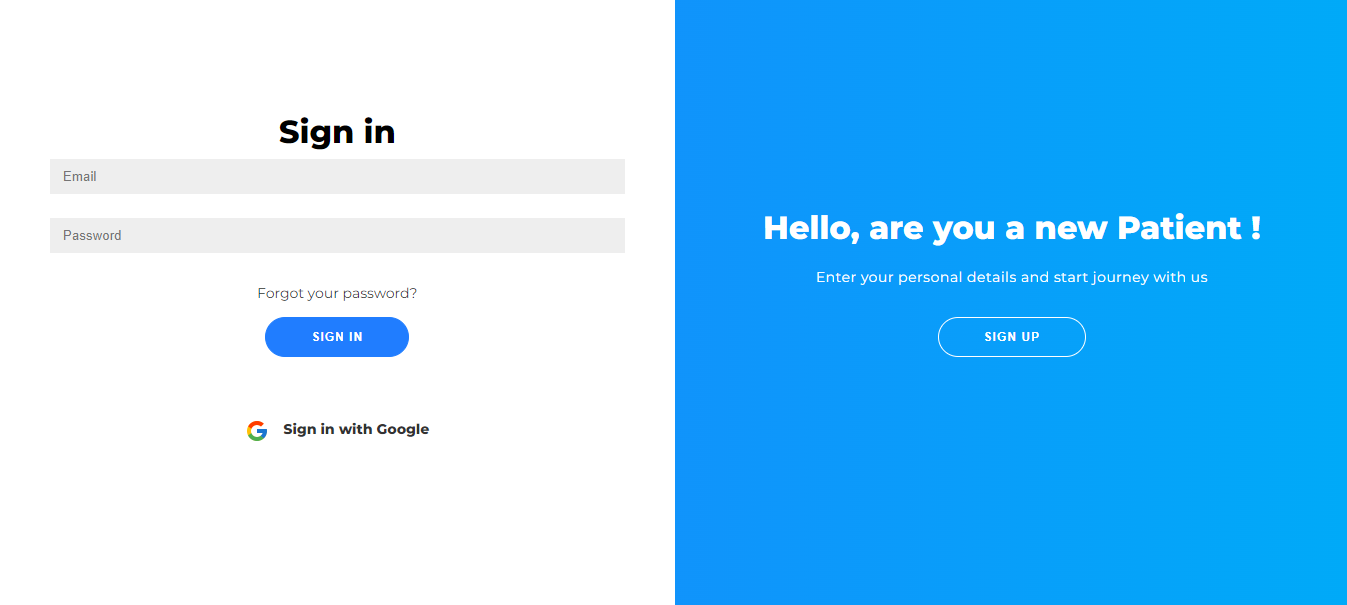 Sign in
Email
Password
Forgot your password?
SIGN IN
Sign in with Google
Hello, are you a new Patient !
Enter your personal details and start journey with us
SIGN UP